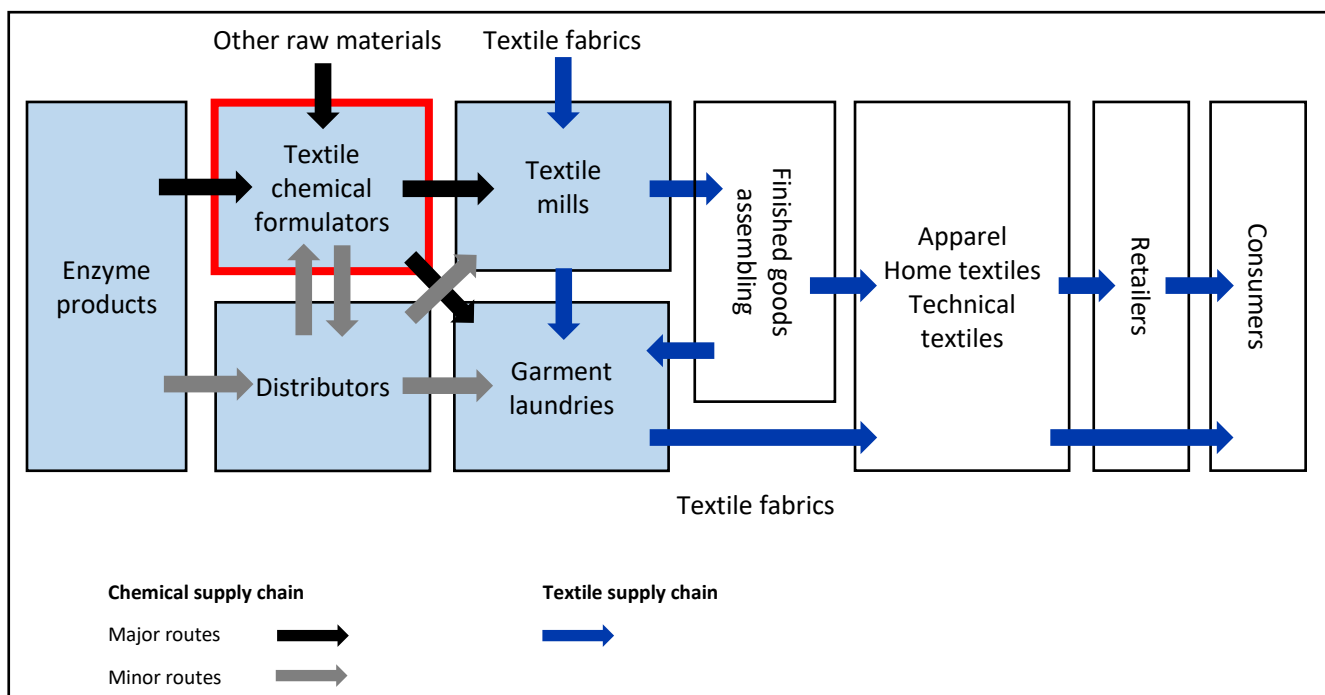 Other raw materials
Textile fabrics
Enzyme
products
Textile
chemical
formulators
Distributors
Textile
mills
Garment
laundries
Finished goods
assembling
Apparel
Home textiles
Technical
textiles
Retailers
Consumers
Textile fabrics
Chemical supply chain
Major routes
Minor routes
Textile supply chain